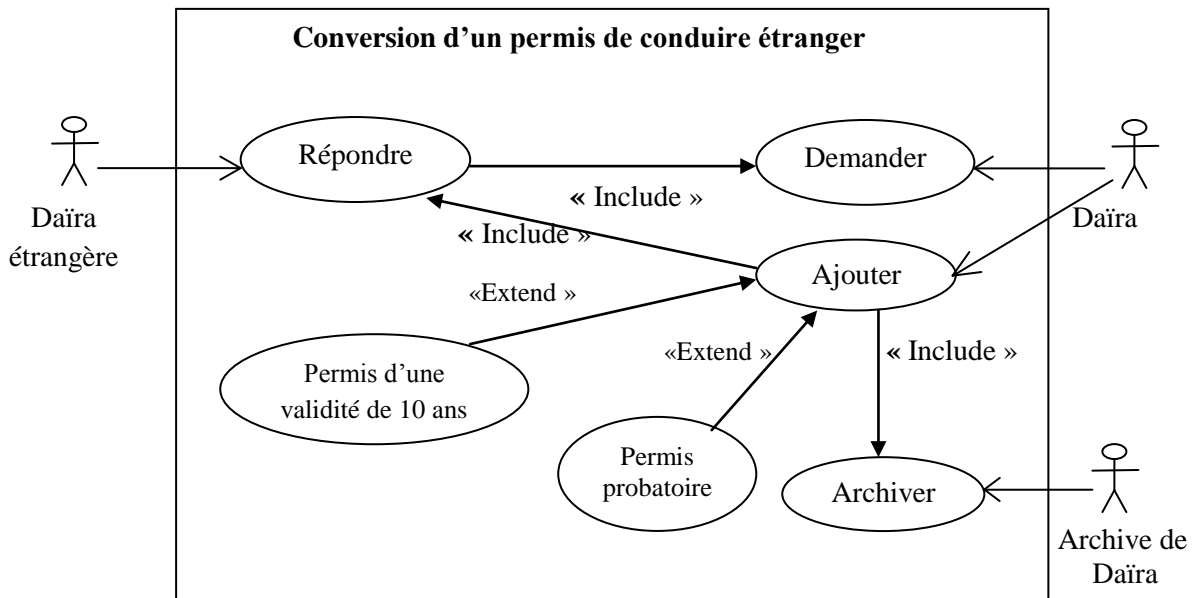 Conversion d'un permis de conduire étranger
Répondre
Demander
« Include »
Daïra
étrangère
Daïra
« Include »
Ajouter
«Extend »
«Extend »
« Include »
Permis d'une
validité de 10 ans
Permis
probatoire
Archiver
Archive de
Daïra